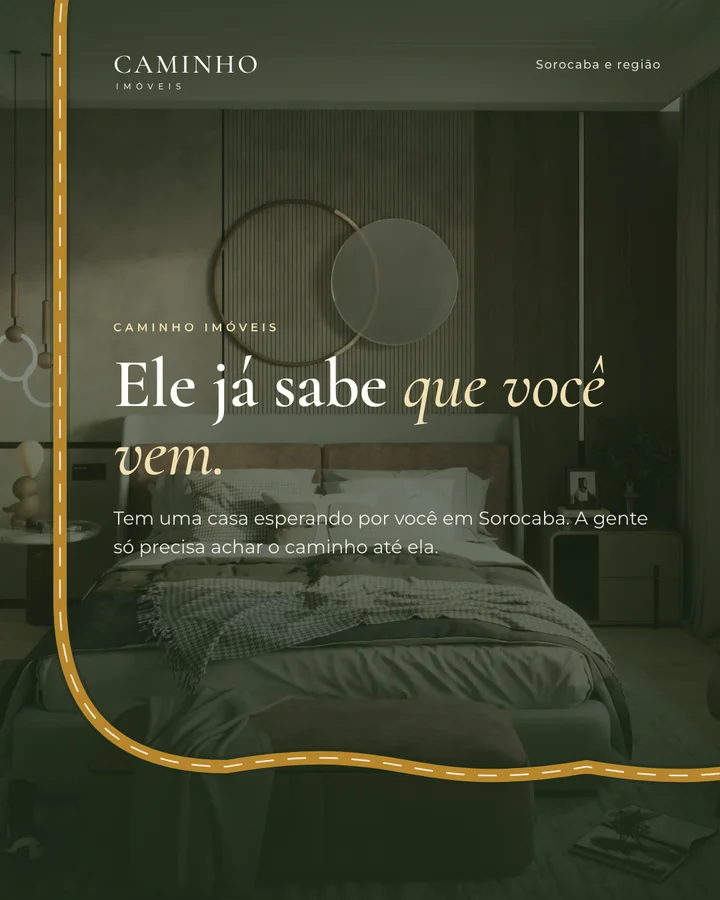 CAMINHO
IMÓVEIS
Sorocaba e região
CAMINHO IMÓVEIS
Ele já sabe que você
vem.
Tem uma casa esperando por você em Sorocaba. A gente
só precisa achar o caminho até ela.